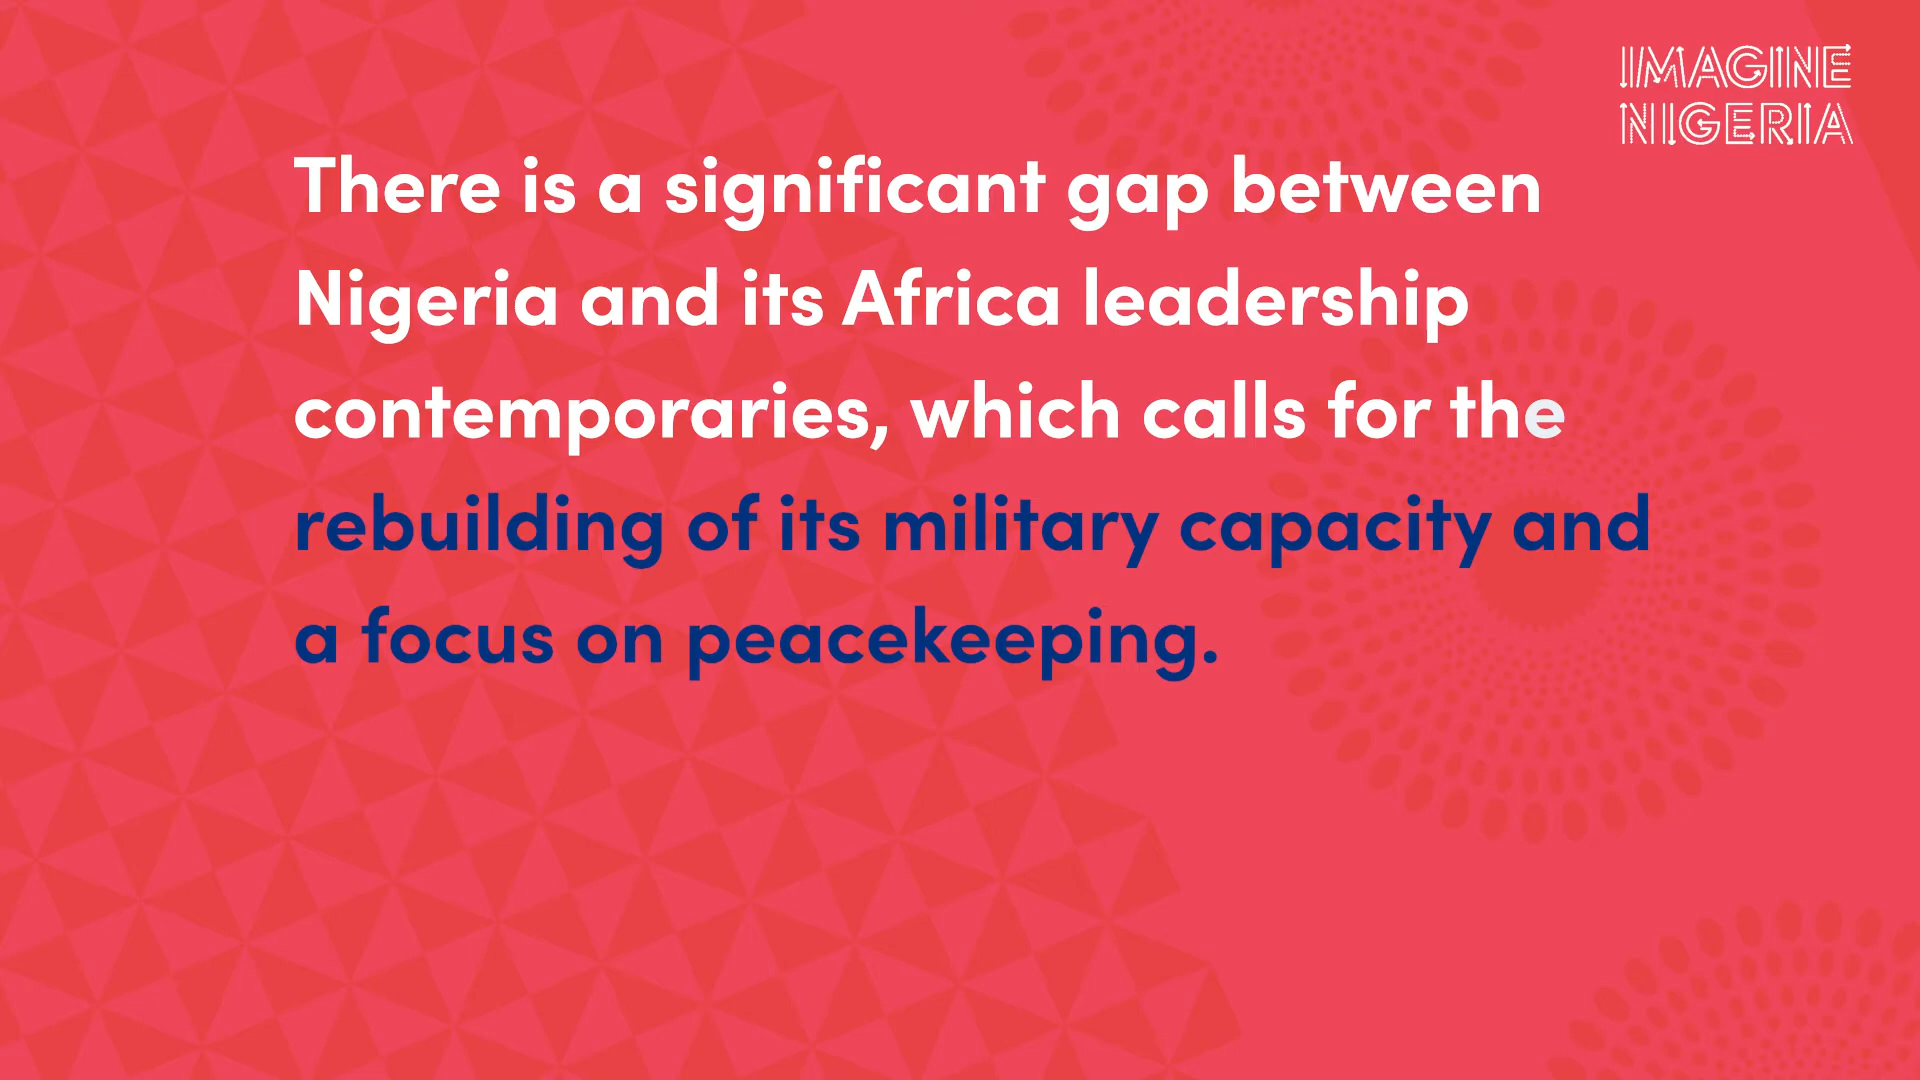 IMAGINE
NIGERIA
There is a significant gap between
Nigeria and its Africa leadership
contemporaries, which calls for the
rebuilding of its military capacity and
a focus on peacekeeping.